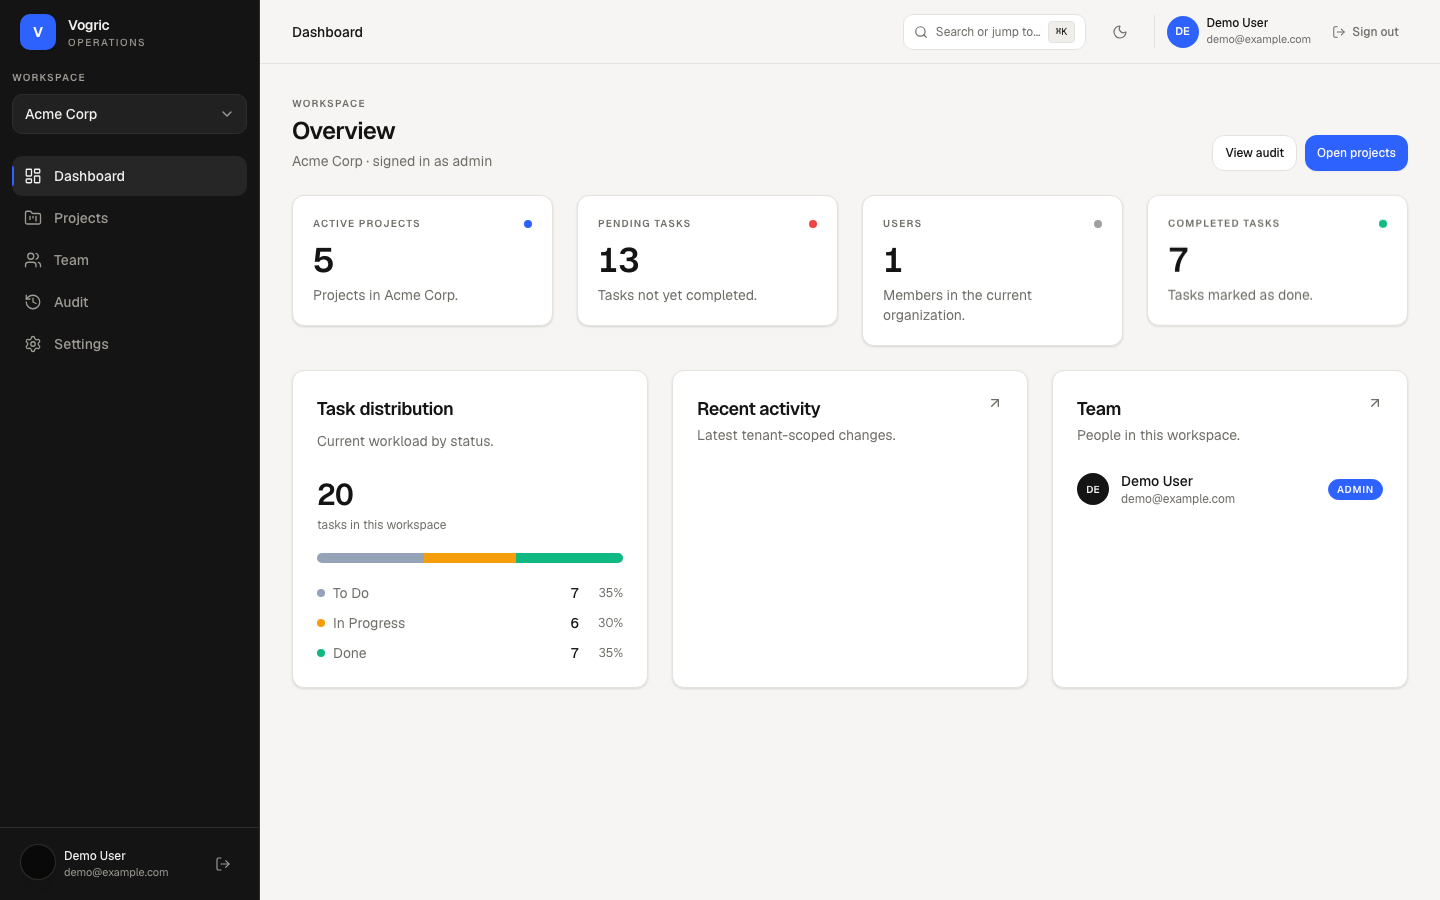 V
Vogric
OPERATIONS
WORKSPACE
Acme Corp
Dashboard
Projects
Team
Audit
Settings
Demo User
demo@example.com
Dashboard
Search or jump to...
⌘K
DE
Demo User
demo@example.com
Sign out
WORKSPACE
Overview
Acme Corp · signed in as admin
View audit
Open projects
ACTIVE PROJECTS
5
Projects in Acme Corp.
PENDING TASKS
13
Tasks not yet completed.
USERS
1
Members in the current
organization.
COMPLETED TASKS
7
Tasks marked as done.
Task distribution
Current workload by status.
20
tasks in this workspace
To Do 7 35%
In Progress 6 30%
Done 7 35%
Recent activity
Latest tenant-scoped changes.
Team
People in this workspace.
DE
Demo User
demo@example.com
ADMIN